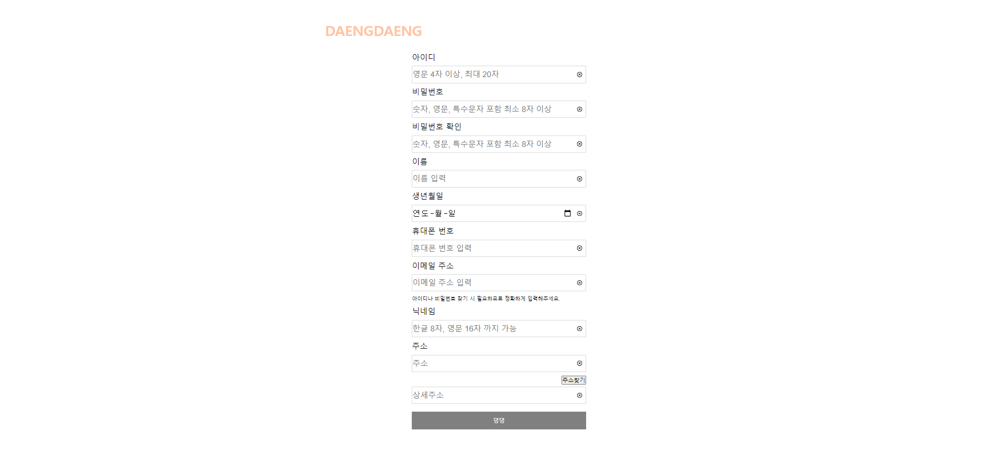 DAENGDAENG
아이디
영문 4자 이상, 최대 20자
비밀번호
숫자, 영문, 특수문자 포함 최소 8자 이상
비밀번호 확인
숫자, 영문, 특수문자 포함 최소 8자 이상
이름
이름 입력
생년월일
연도-월-일
휴대폰 번호
휴대폰 번호 입력
이메일 주소
이메일 주소 입력
아이디나 비밀번호 찾기 시 필요하므로 정확하게 입력해주세요.
닉네임
한글 8자, 영문 16자 까지 가능
주소
주소
주소찾기
상세주소
댕댕